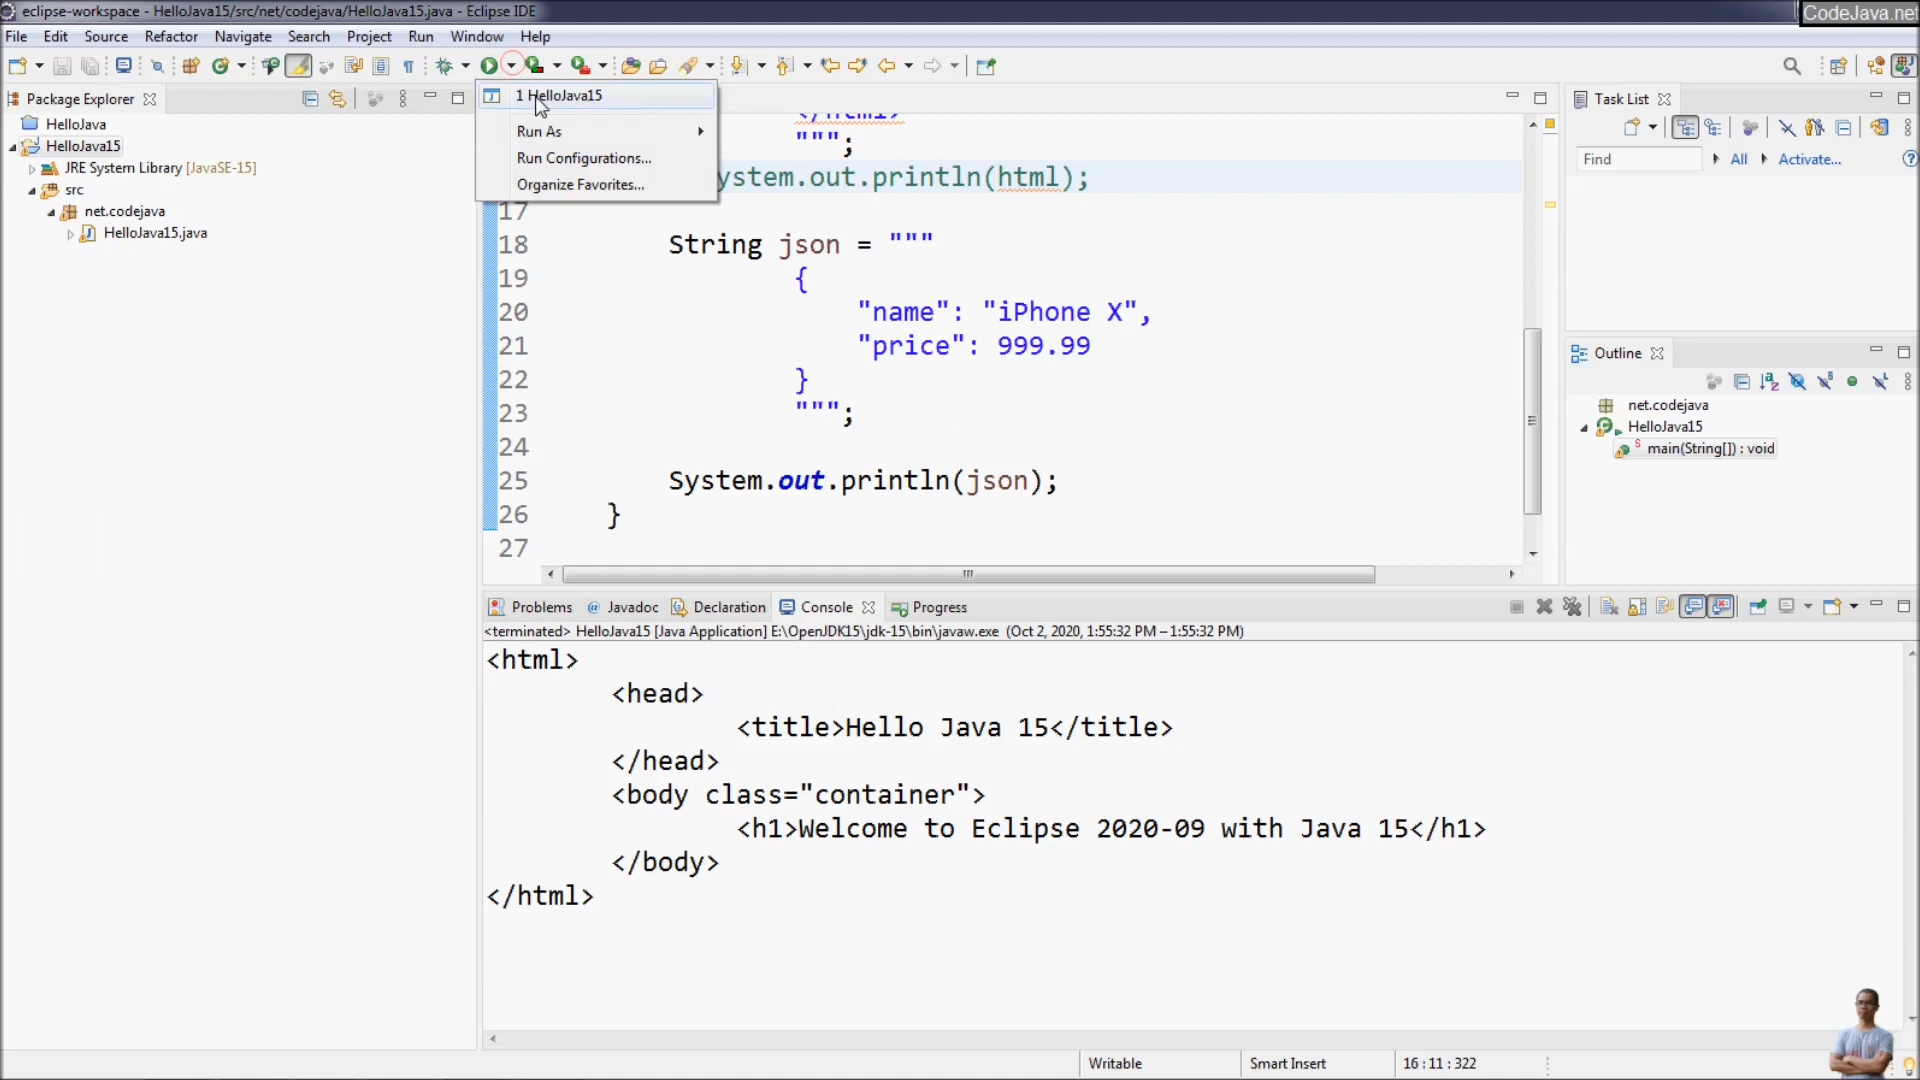 eclipse-workspace - HelloJava15/src/net/codejava/HelloJava15.java - Eclipse IDE
CodeJava.net
File Edit Source Refactor Navigate Search Project Run Window Help
Package Explorer
HelloJava
HelloJava15
JRE System Library [JavaSE-15]
src
net.codejava
HelloJava15.java
1 HelloJava15
Run As
Run Configurations...
Organize Favorites...
</html>
""";
ystem.out.println(html);
17
18 String json = """
19 {
20 "name": "iPhone X",
21 "price": 999.99
22 }
23 """;
24
25 System.out.println(json);
26 }
27
Task List
Find All Activate...
Outline
net.codejava
HelloJava15
main(String[]) : void
Problems @ Javadoc Declaration Console Progress
<terminated> HelloJava15 [Java Application] E:\OpenJDK15\jdk-15\bin\javaw.exe (Oct 2, 2020, 1:55:32 PM – 1:55:32 PM)
<html>
<head>
<title>Hello Java 15</title>
</head>
<body class="container">
<h1>Welcome to Eclipse 2020-09 with Java 15</h1>
</body>
</html>
Writable Smart Insert 16 : 11 : 322